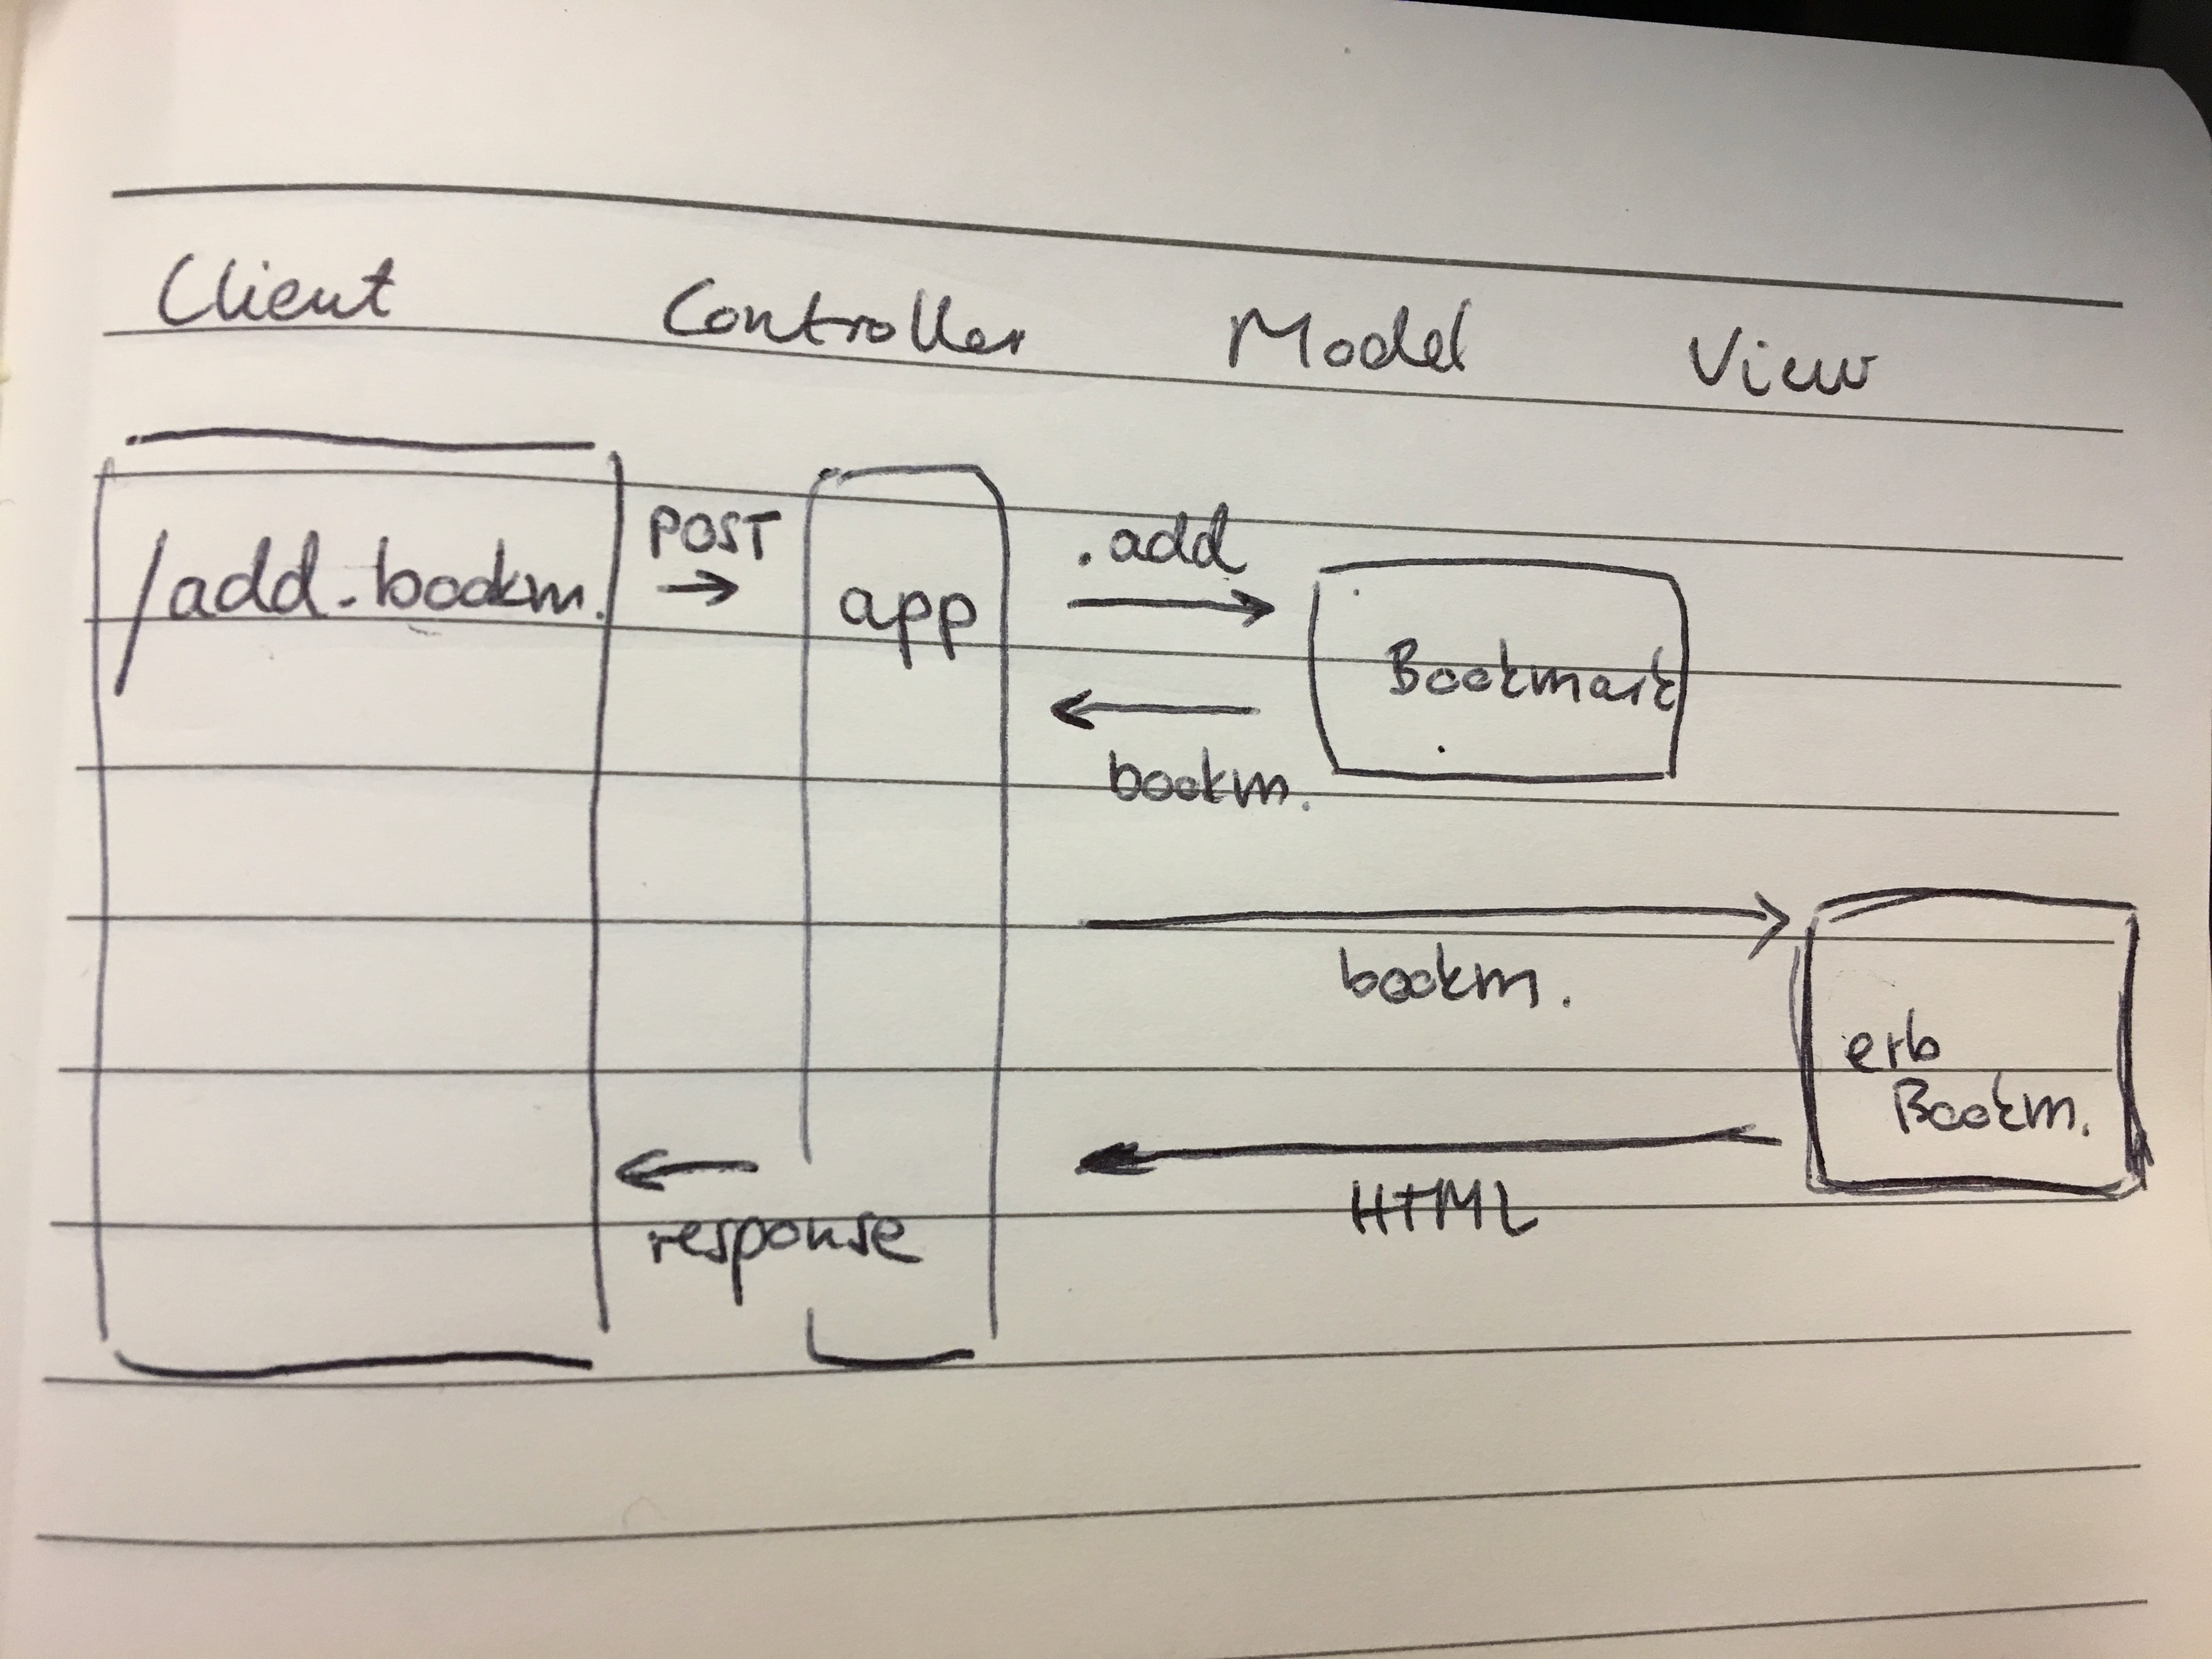 Client Controller Model View
/add-bookm. POST app .add
Bookmark
bookm.
bookm.
erb
Bookm.
response HTML